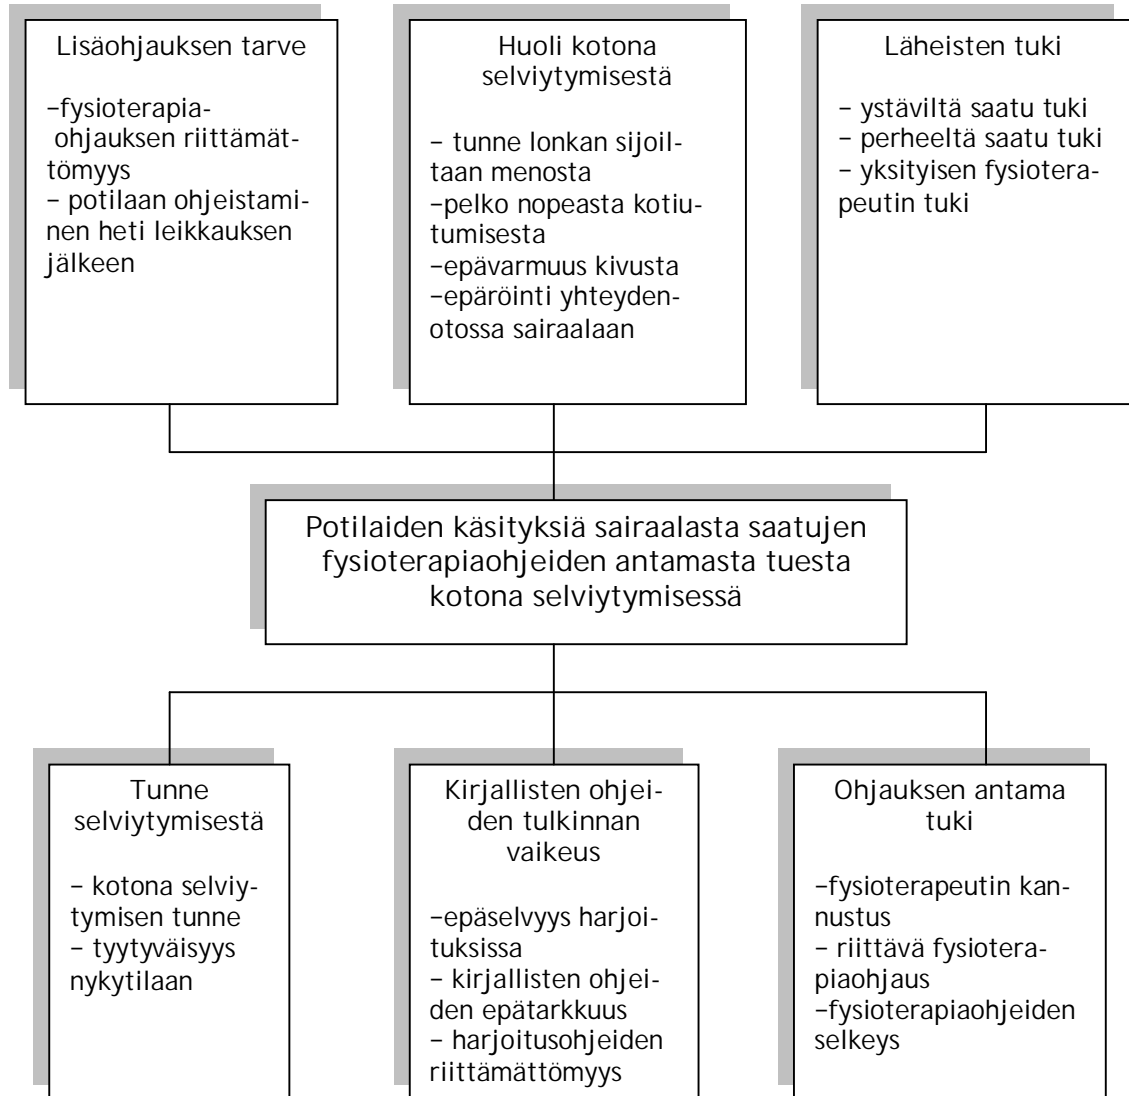 Lisäohjauksen tarve
–fysioterapia-
ohjauksen riittämät-
tömyys
– potilaan ohjeistami-
nen heti leikkauksen
jälkeen
Huoli kotona
selviytymisestä
– tunne lonkan sijoil-
taan menosta
–pelko nopeasta kotiu-
tumisesta
–epävarmuus kivusta
–epäröinti yhteyden-
otossa sairaalaan
Läheisten tuki
– ystäviltä saatu tuki
– perheeltä saatu tuki
– yksityisen fysiotera-
peutin tuki
Potilaiden käsityksiä sairaalasta saatujen
fysioterapiaohjeiden antamasta tuesta
kotona selviytymisessä
Tunne
selviytymisestä
– kotona selviy-
tymisen tunne
– tyytyväisyys
nykytilaan
Kirjallisten ohjei-
den tulkinnan
vaikeus
–epäselvyys harjoi-
tuksissa
– kirjallisten ohjei-
den epätarkkuus
– harjoitusohjeiden
riittämättömyys
Ohjauksen antama
tuki
–fysioterapeutin kan-
nustus
– riittävä fysiotera-
piaohjaus
–fysioterapiaohjeiden
selkeys